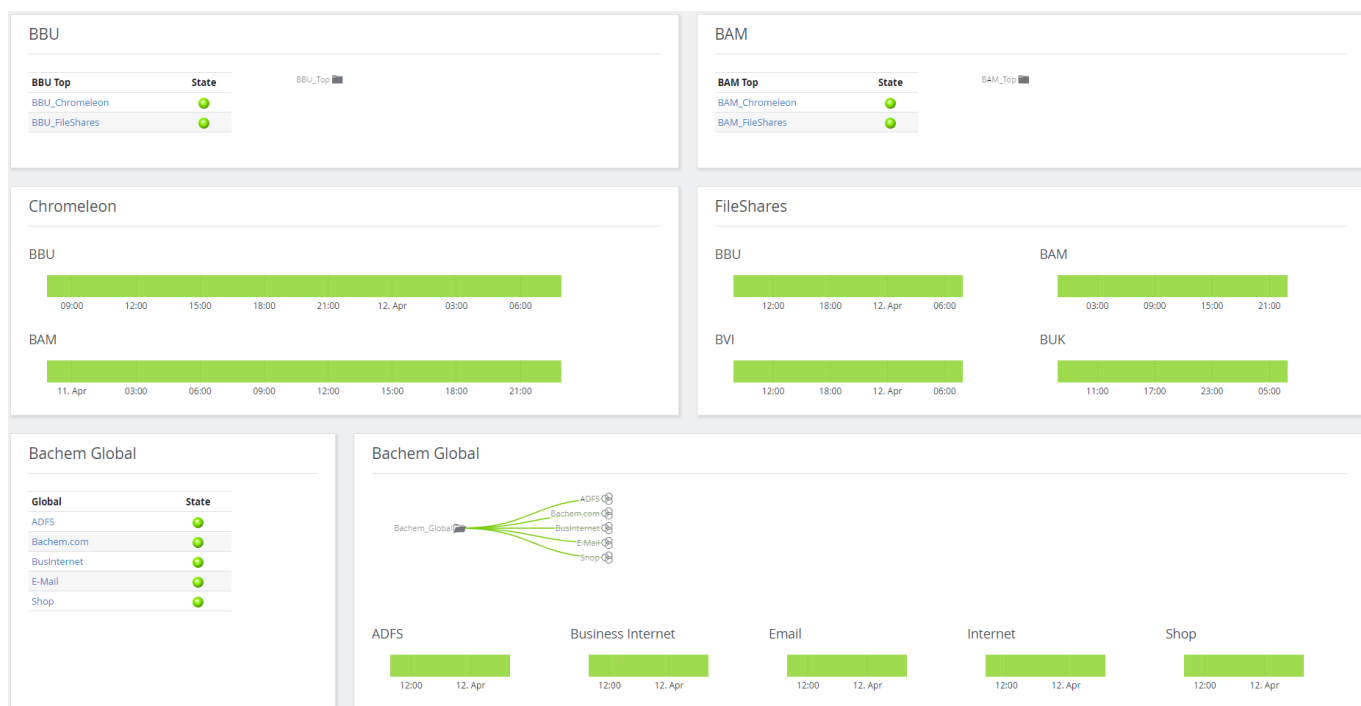 BBU
BBU Top State
BBU_Chromeleon
BBU_FileShares
BBU_Top
BAM
BAM Top State
BAM_Chromeleon
BAM_FileShares
BAM_Top
Chromeleon
BBU
09:00 12:00 15:00 18:00 21:00 12. Apr 03:00 06:00
BAM
11. Apr 03:00 06:00 09:00 12:00 15:00 18:00 21:00
FileShares
BBU BAM
12:00 18:00 12. Apr 06:00 03:00 09:00 15:00 21:00
BVI BUK
12:00 18:00 12. Apr 06:00 11:00 17:00 23:00 05:00
Bachem Global
Global State
ADFS
Bachem.com
BusInternet
E-Mail
Shop
Bachem Global
Bachem_Global
ADFS
Bachem.com
BusInternet
E-Mail
Shop
ADFS Business Internet Email Internet Shop
12:00 12. Apr 12:00 12. Apr 12:00 12. Apr 12:00 12. Apr 12:00 12. Apr